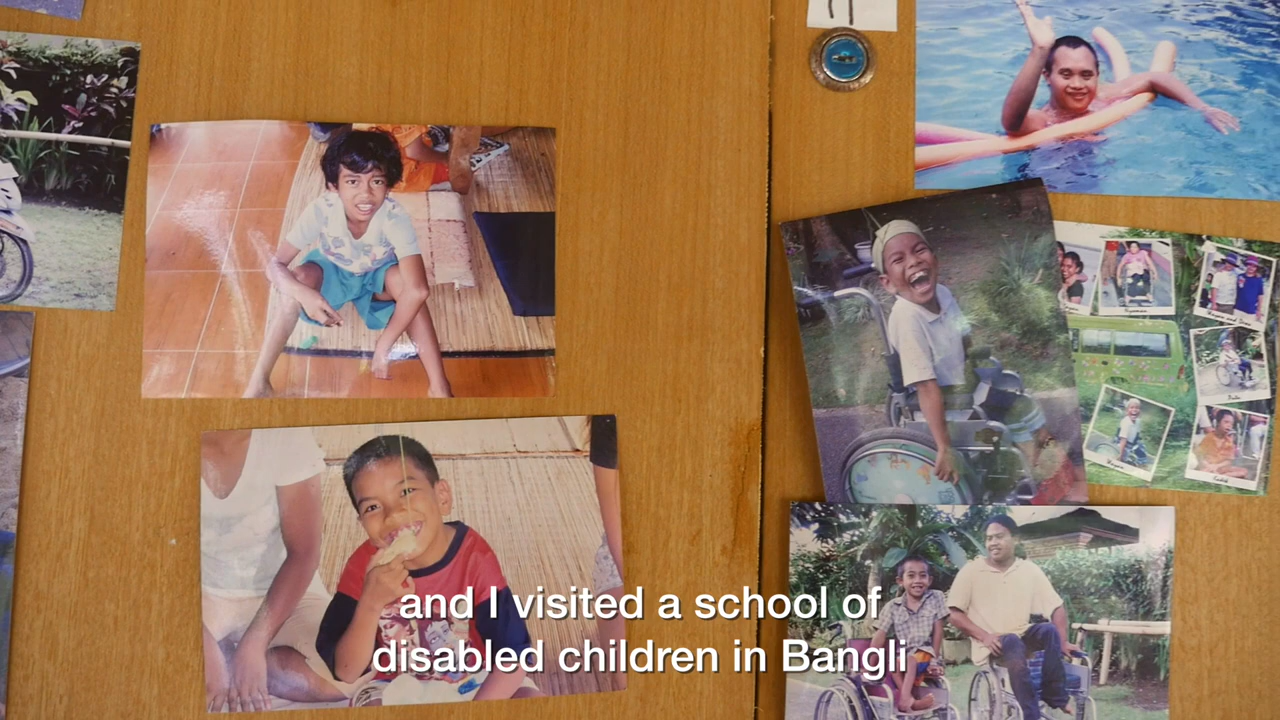 and I visited a school of
disabled children in Bangli